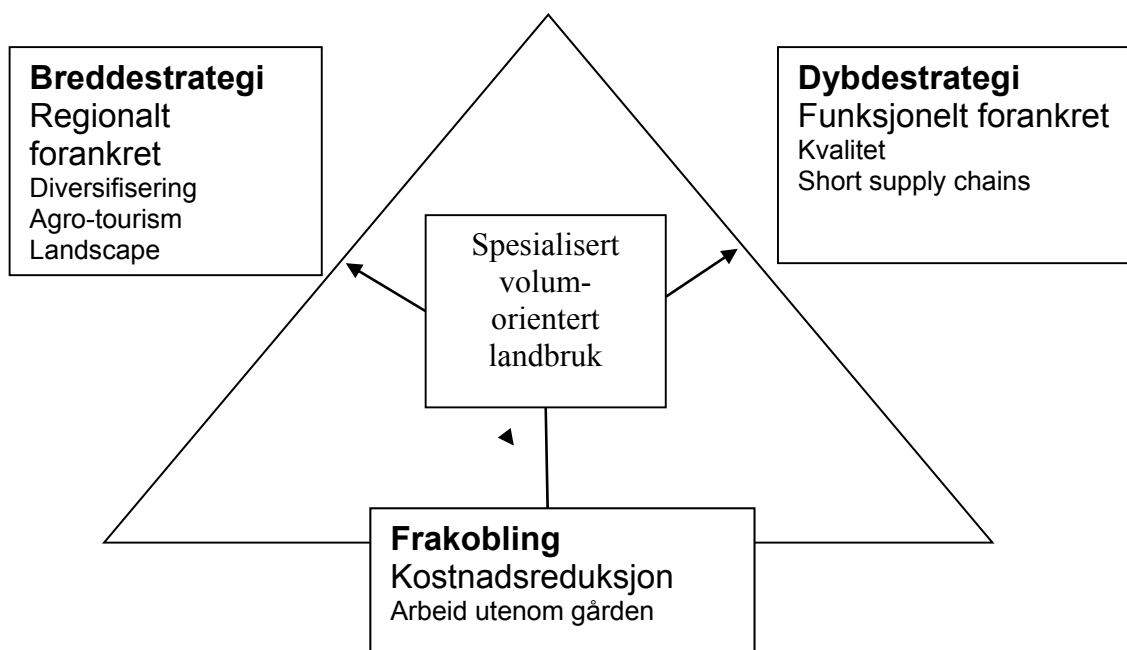 Breddestrategi
Regionalt
forankret
Diversifisering
Agro-tourism
Landscape
Dybdestrategi
Funksjonelt forankret
Kvalitet
Short supply chains
Spesialisert
volum-
orientert
landbruk
Frakobling
Kostnadsreduksjon
Arbeid utenom gården